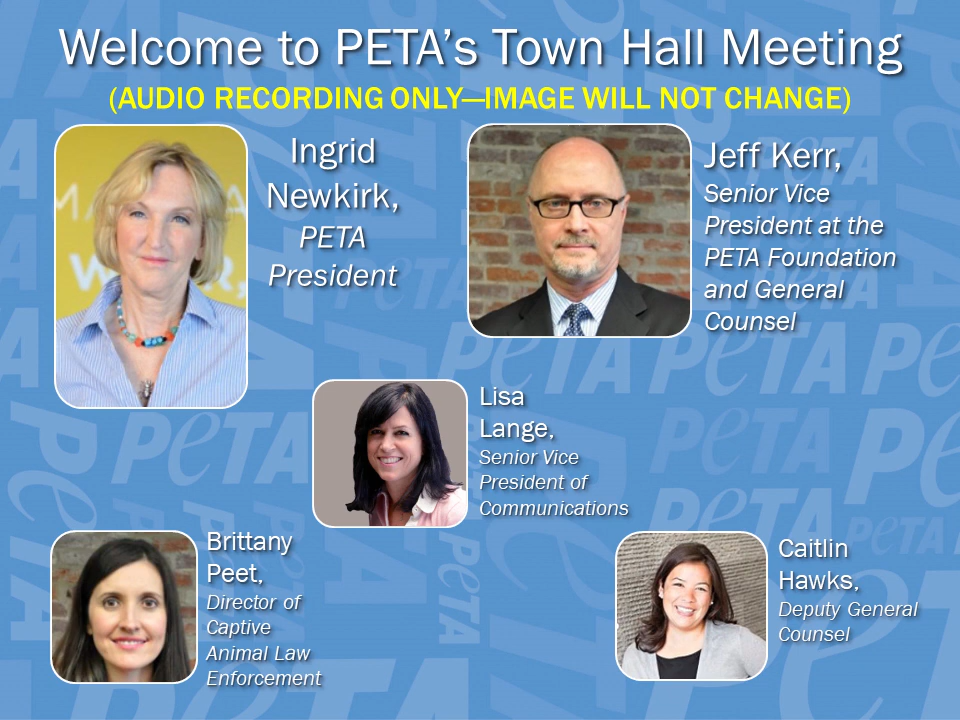 Welcome to PETA's Town Hall Meeting
(AUDIO RECORDING ONLY—IMAGE WILL NOT CHANGE)
Ingrid
Newkirk,
PETA
President
Jeff Kerr,
Senior Vice
President at the
PETA Foundation
and General
Counsel
Lisa
Lange,
Senior Vice
President of
Communications
Brittany
Peet,
Director of
Captive
Animal Law
Enforcement
Caitlin
Hawks,
Deputy General
Counsel